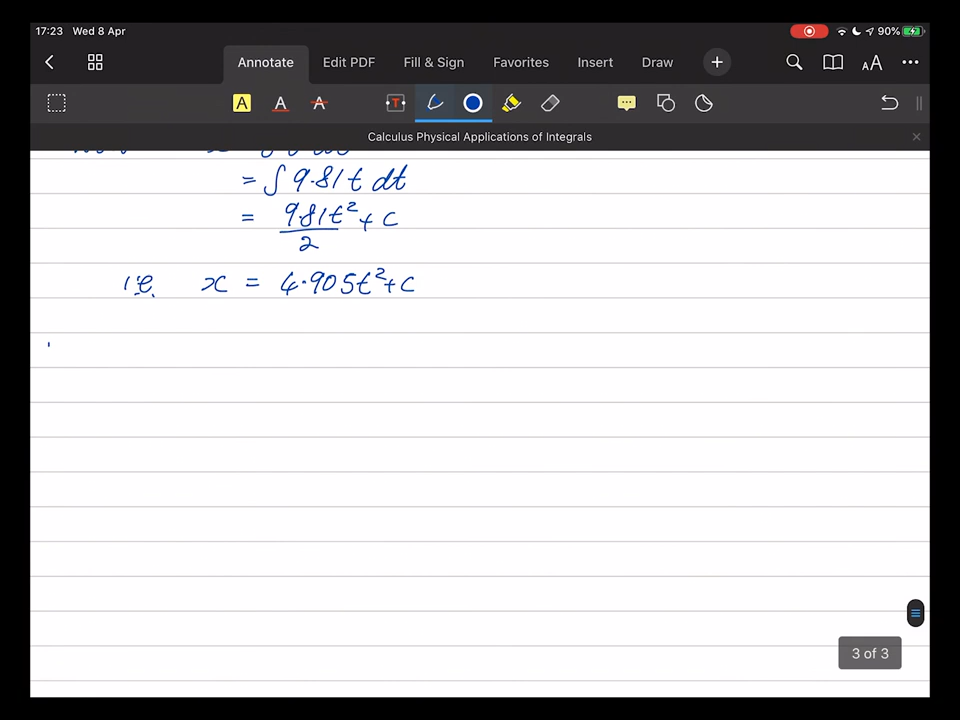 17:23 Wed 8 Apr 90%
Annotate Edit PDF Fill & Sign Favorites Insert Draw
AA
A A A T
Calculus Physical Applications of Integrals
= ∫ 9.81t dt
= 9.81t²/2 + c
i.e. x = 4.905t² + c
3 of 3